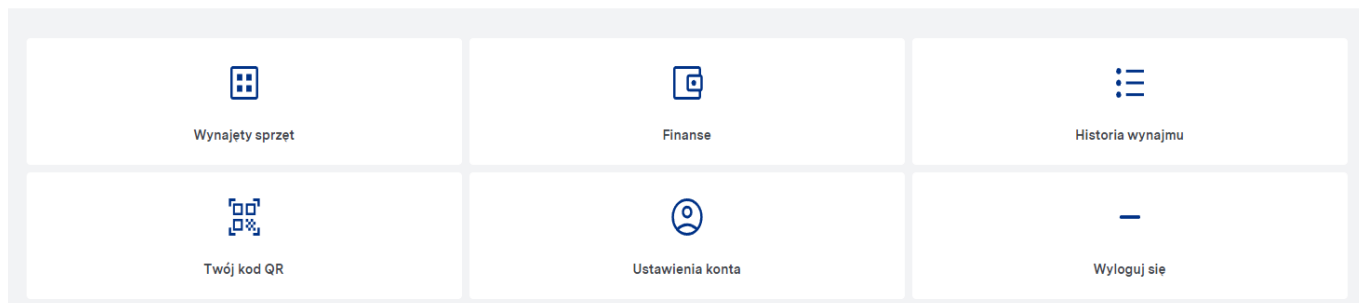 Wynajęty sprzęt
Finanse
Historia wynajmu
Twój kod QR
Ustawienia konta
Wyloguj się